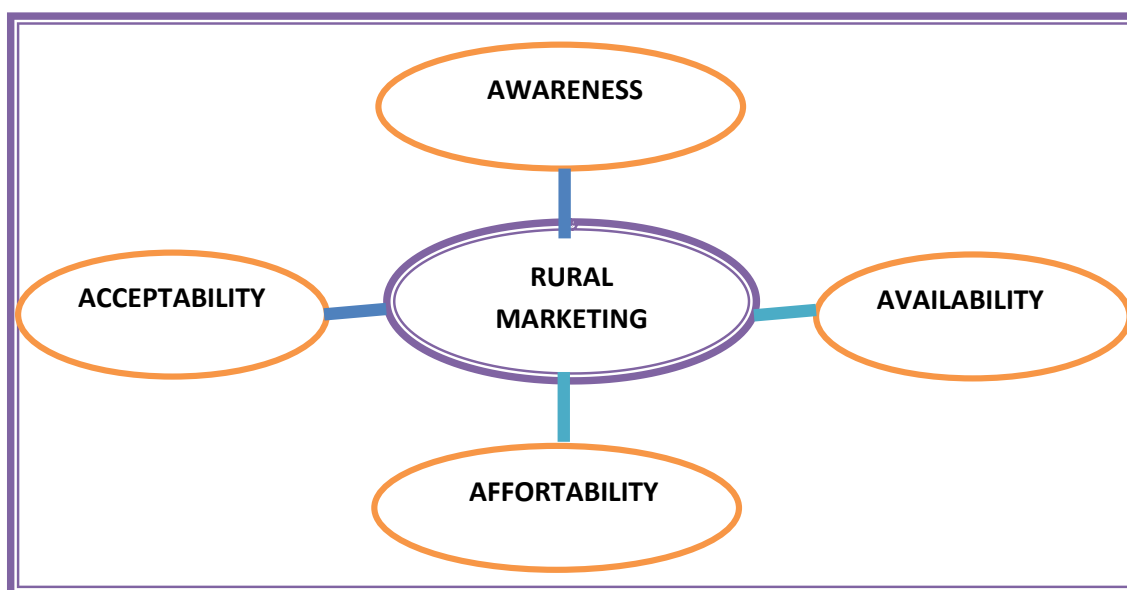 AWARENESS
ACCEPTABILITY
RURAL
MARKETING
AVAILABILITY
AFFORTABILITY